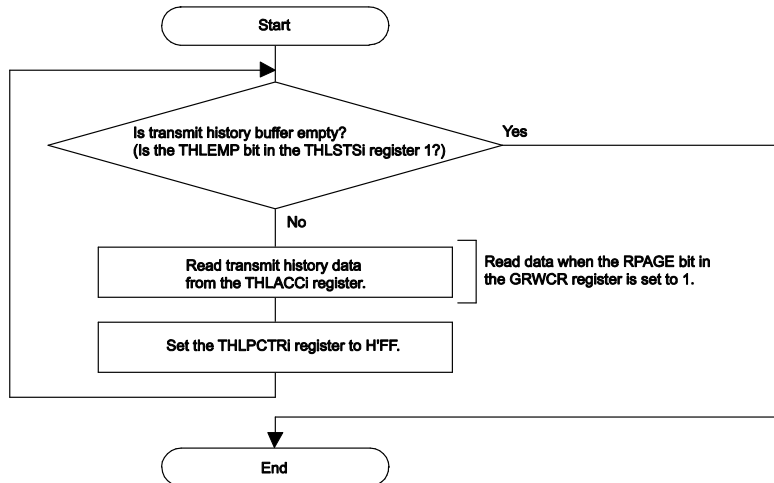 Start
Is transmit history buffer empty?
(Is the THLEMP bit in the THLSTSi register 1?)
Yes
No
Read transmit history data
from the THLACCi register.
Read data when the RPAGE bit in
the GRWCR register is set to 1.
Set the THLPCTRi register to H'FF.
End